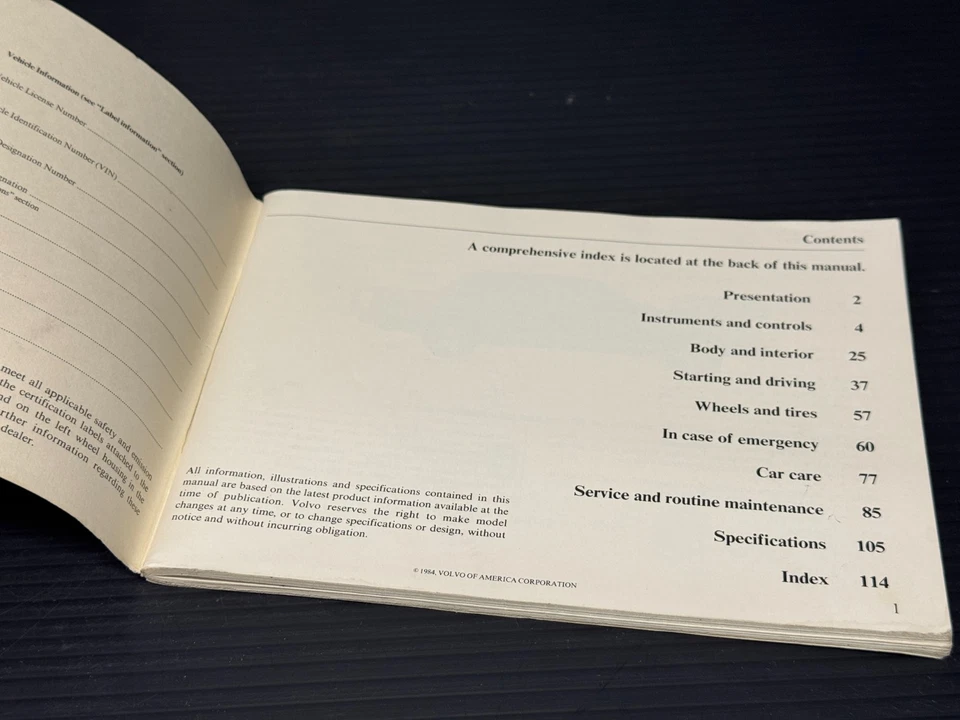 Vehicle Information (see "Label information" section)
Vehicle License Number
Identification Number (VIN)
Designation Number
section
meet all applicable safety and emission
the certification labels attached to the
on the left wheel housing in the
further information regarding these
dealer.
Contents
A comprehensive index is located at the back of this manual.
Presentation 2
Instruments and controls 4
Body and interior 25
Starting and driving 37
Wheels and tires 57
In case of emergency 60
Car care 77
Service and routine maintenance 85
Specifications 105
Index 114
All information, illustrations and specifications contained in this
manual are based on the latest product information available at the
time of publication. Volvo reserves the right to make model
changes at any time, or to change specifications or design, without
notice and without incurring obligation.
© 1984, VOLVO OF AMERICA CORPORATION
1